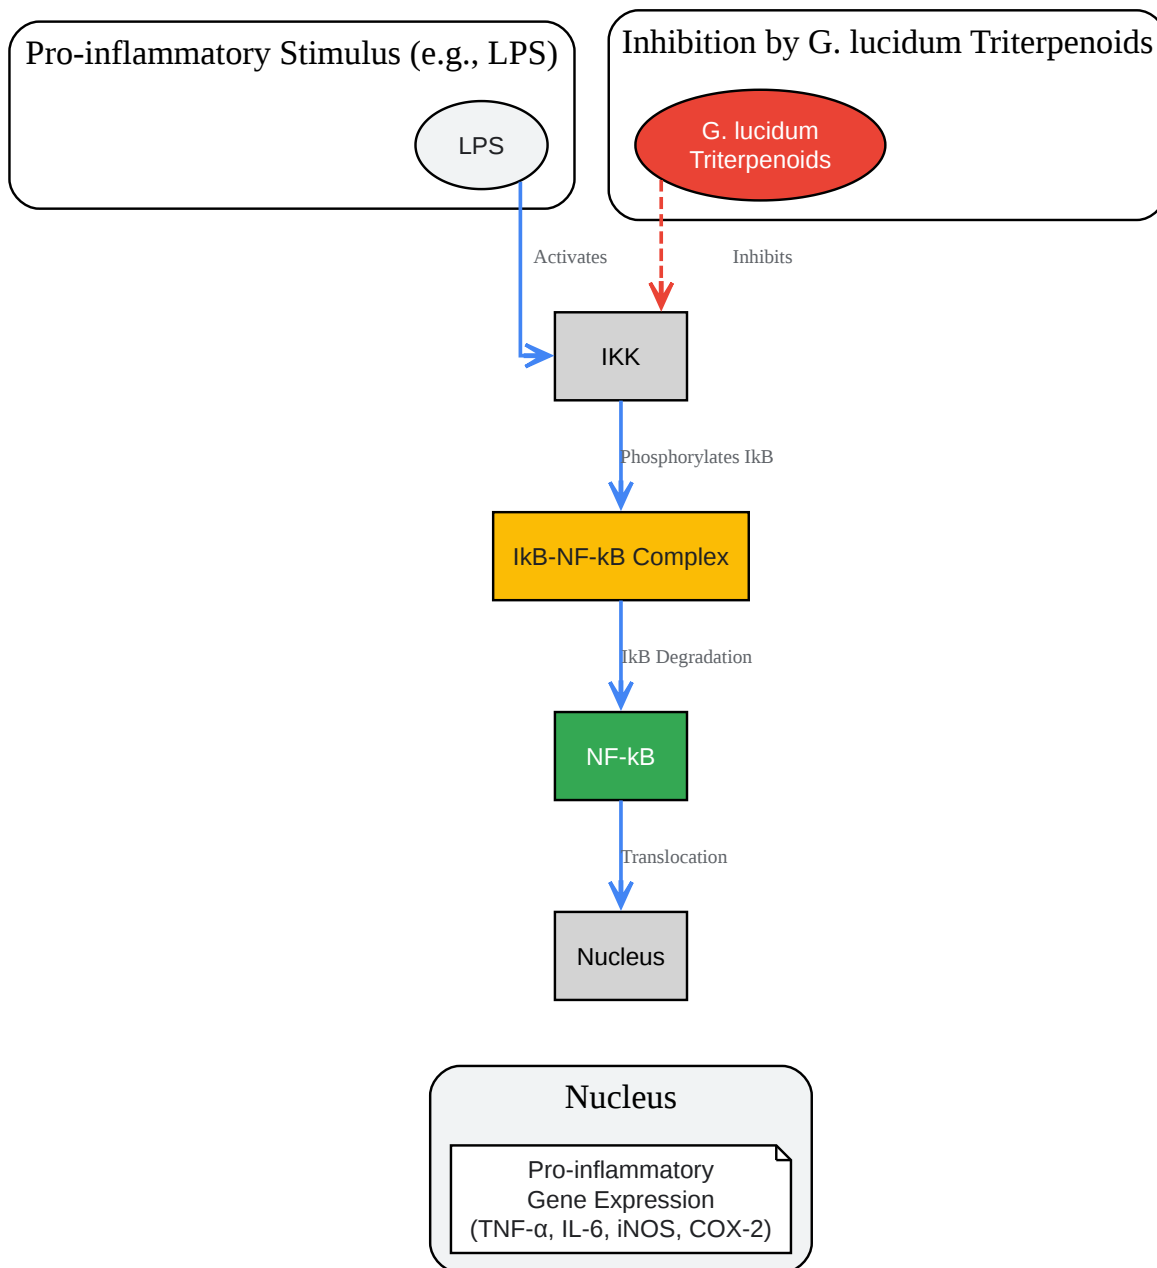 Pro-inflammatory Stimulus (e.g., LPS)
Inhibition by G. lucidum Triterpenoids
LPS
G. lucidum
Triterpenoids
Activates
Inhibits
IKK
Phosphorylates IkB
IkB-NF-kB Complex
IkB Degradation
NF-kB
Translocation
Nucleus
Nucleus
Pro-inflammatory
Gene Expression
(TNF-α, IL-6, iNOS, COX-2)